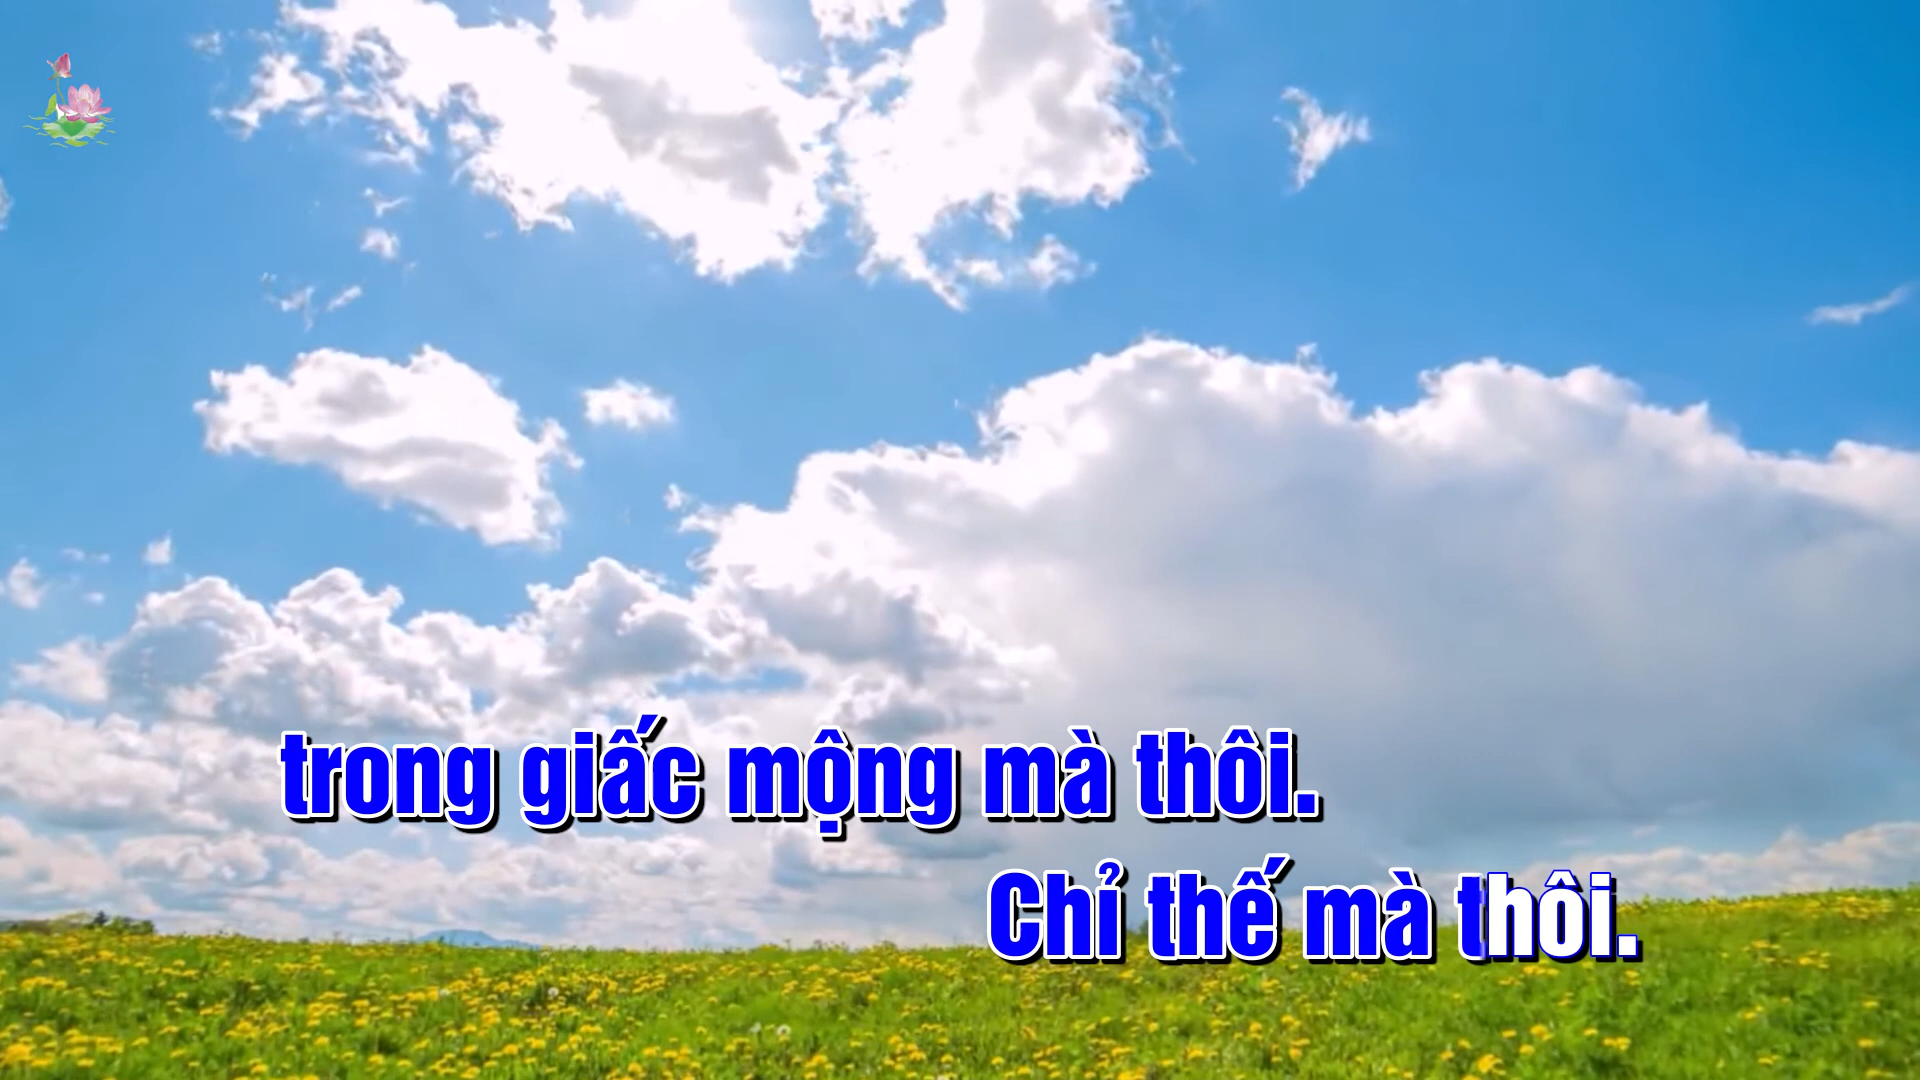 trong giấc mộng mà thôi.
Chỉ thế mà thôi.